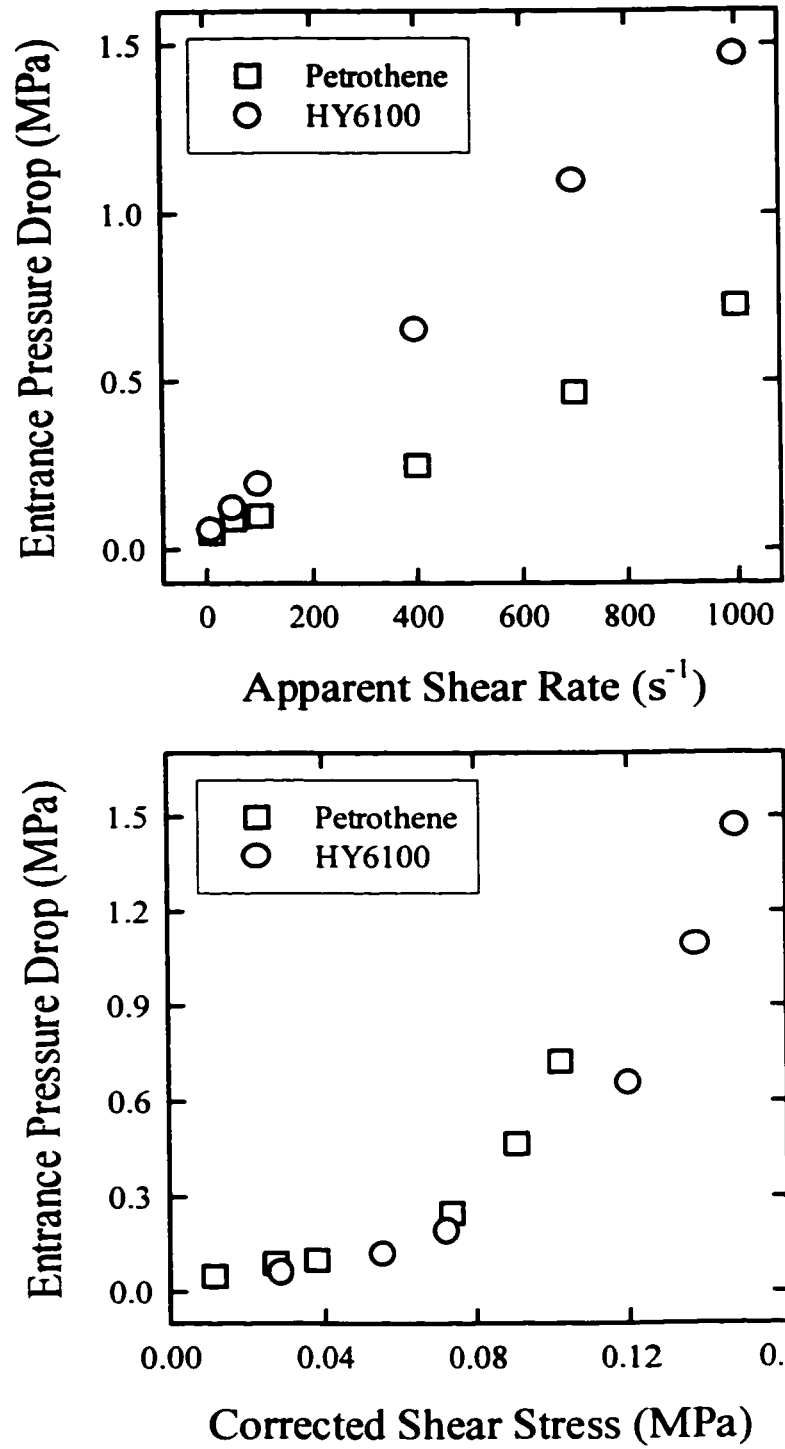 Entrance Pressure Drop (MPa)
1.5
1.0
0.5
0.0
Petrothene
HY6100
0 200 400 600 800 1000
Apparent Shear Rate (s⁻¹)
Entrance Pressure Drop (MPa)
1.5
1.2
0.9
0.6
0.3
0.0
Petrothene
HY6100
0.00 0.04 0.08 0.12 0.
Corrected Shear Stress (MPa)